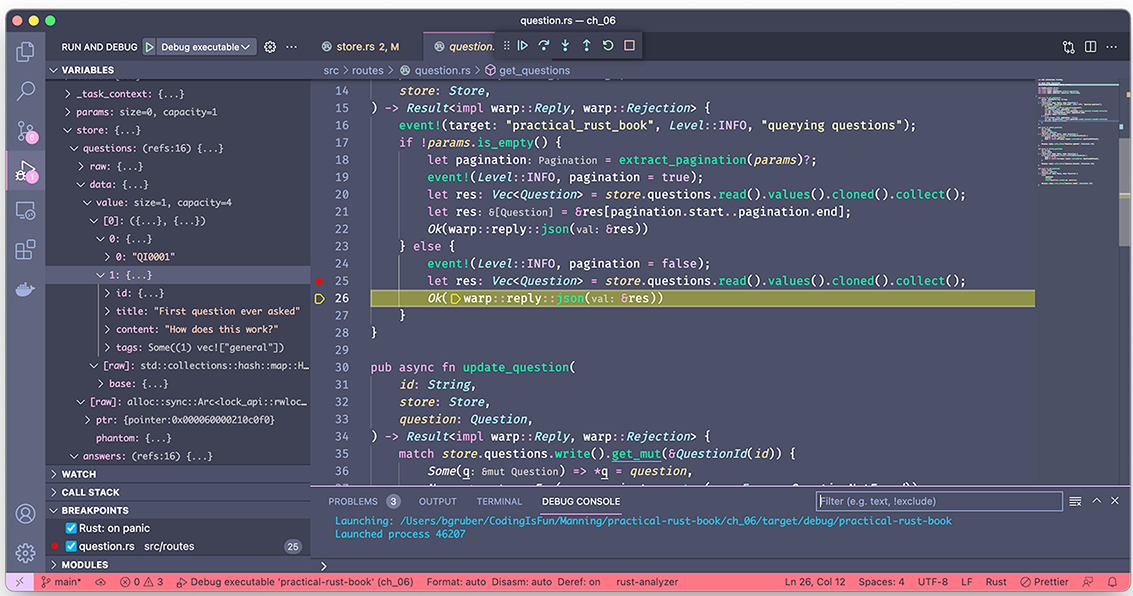 question.rs — ch_06
RUN AND DEBUG Debug executable
store.rs 2, M
question.
VARIABLES
src > routes > question.rs > get_questions
_task_context: {...}
params: size=0, capacity=1
store: {...}
questions: (refs:16) {...}
raw: {...}
data: {...}
value: size=1, capacity=4
[0]: ({...}, {...})
0: {...}
0: "QI0001"
1: {...}
id: {...}
title: "First question ever asked"
content: "How does this work?"
tags: Some((1) vec!["general"])
[raw]: std::collections::hash::map::H…
base: {...}
[raw]: alloc::sync::Arc<lock_api::rwloc…
ptr: {pointer:0x000060000210c0f0}
phantom: {...}
answers: (refs:16) {...}
WATCH
CALL STACK
BREAKPOINTS
Rust: on panic
question.rs src/routes 25
MODULES
14 store: Store,
15 ) -> Result<impl warp::Reply, warp::Rejection> {
16 event!(target: "practical_rust_book", Level::INFO, "querying questions");
17 if !params.is_empty() {
18 let pagination: Pagination = extract_pagination(params)?;
19 event!(Level::INFO, pagination = true);
20 let res: Vec<Question> = store.questions.read().values().cloned().collect();
21 let res: &[Question] = &res[pagination.start..pagination.end];
22 Ok(warp::reply::json(val: &res))
23 } else {
24 event!(Level::INFO, pagination = false);
25 let res: Vec<Question> = store.questions.read().values().cloned().collect();
26 Ok(warp::reply::json(val: &res))
27 }
28 }
29
30 pub async fn update_question(
31 id: String,
32 store: Store,
33 question: Question,
34 ) -> Result<impl warp::Reply, warp::Rejection> {
35 match store.questions.write().get_mut(&QuestionId(id)) {
36 Some(q: &mut Question) => *q = question,
PROBLEMS 3 OUTPUT TERMINAL DEBUG CONSOLE Filter (e.g. text, !exclude)
Launching: /Users/bgruber/CodingIsFun/Manning/practical-rust-book/ch_06/target/debug/practical-rust-book
Launched process 46207
main* 0 3 Debug executable 'practical-rust-book' (ch_06) Format: auto Disasm: auto Deref: on rust-analyzer Ln 26, Col 12 Spaces: 4 UTF-8 LF Rust Prettier